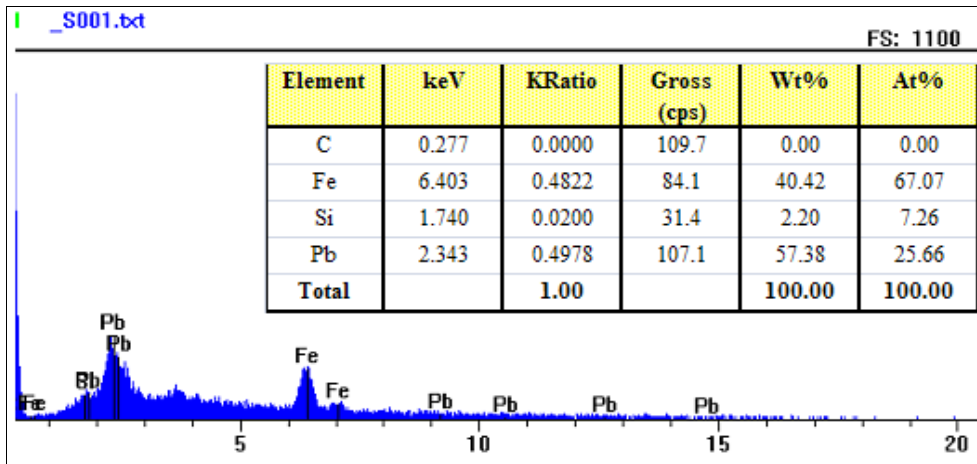 _S001.txt
FS: 1100
Element keV KRatio Gross (cps) Wt% At%
C 0.277 0.0000 109.7 0.00 0.00
Fe 6.403 0.4822 84.1 40.42 67.07
Si 1.740 0.0200 31.4 2.20 7.26
Pb 2.343 0.4978 107.1 57.38 25.66
Total 1.00 100.00 100.00
Pb
Pb
Fe
Fe
Pb
Pb
Pb
Pb
5 10 15 20